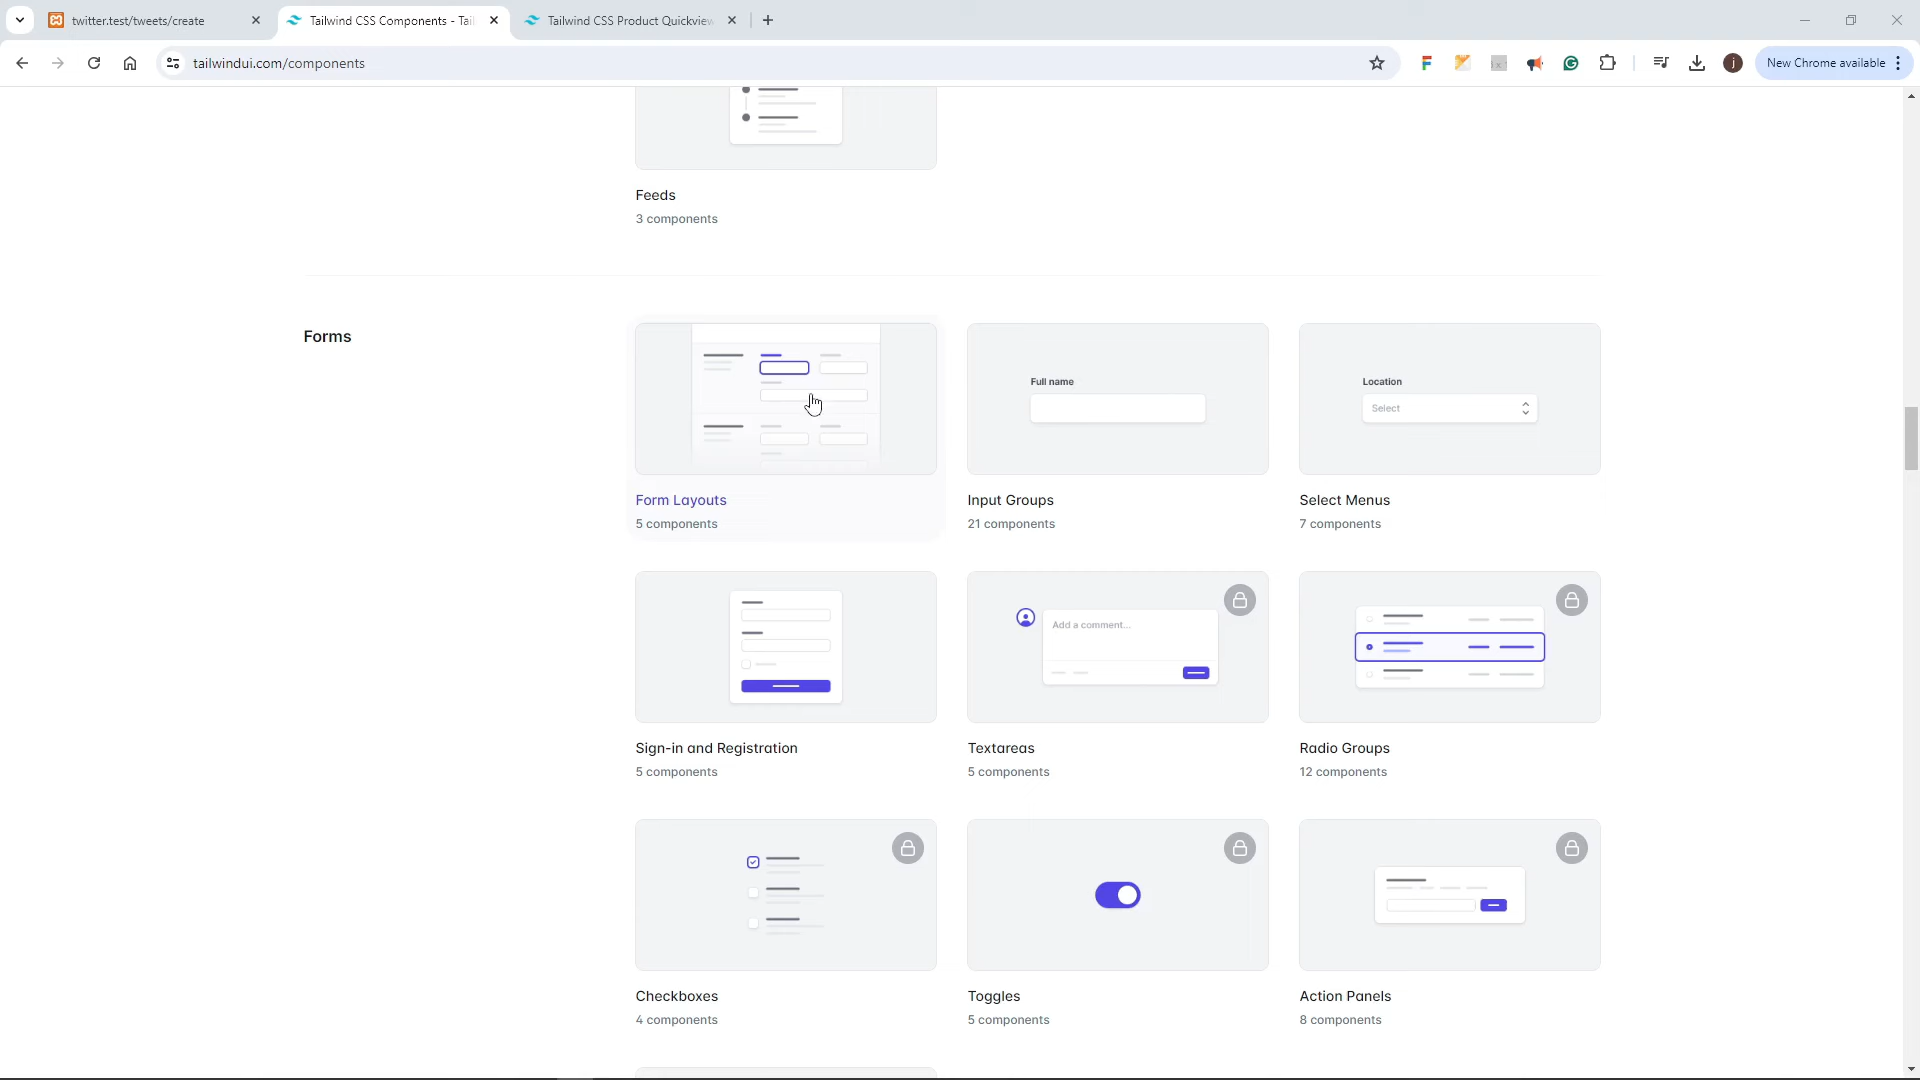 twitter.test/tweets/create
Tailwind CSS Components - Tail
Tailwind CSS Product Quickview
tailwindui.com/components
j
New Chrome available
Feeds
3 components
Forms
Full name
Location
Select
Form Layouts
5 components
Input Groups
21 components
Select Menus
7 components
Add a comment...
Sign-in and Registration
5 components
Textareas
5 components
Radio Groups
12 components
Checkboxes
4 components
Toggles
5 components
Action Panels
8 components